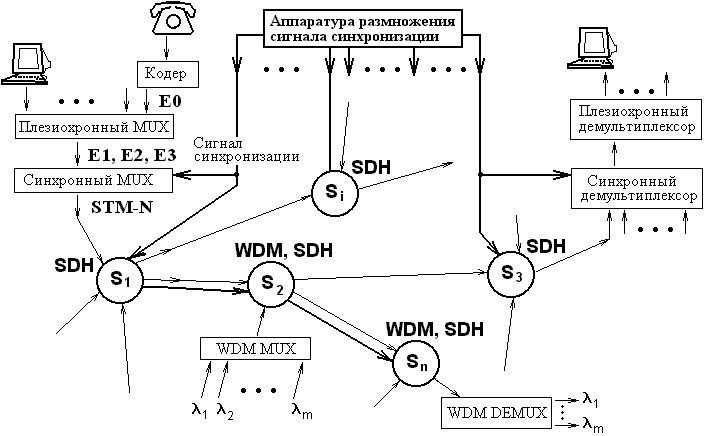 Аппаратура размножения
сигнала синхронизации
Кодер
E0
Плезиохронный MUX
E1, E2, E3
Синхронный MUX
STM-N
Сигнал
синхронизации
Плезиохронный
демультиплексор
Синхронный
демультиплексор
SDH
Si
SDH
S1
WDM, SDH
S2
SDH
S3
WDM, SDH
Sn
WDM MUX
λ1 λ2 λm
WDM DEMUX
λ1
λm